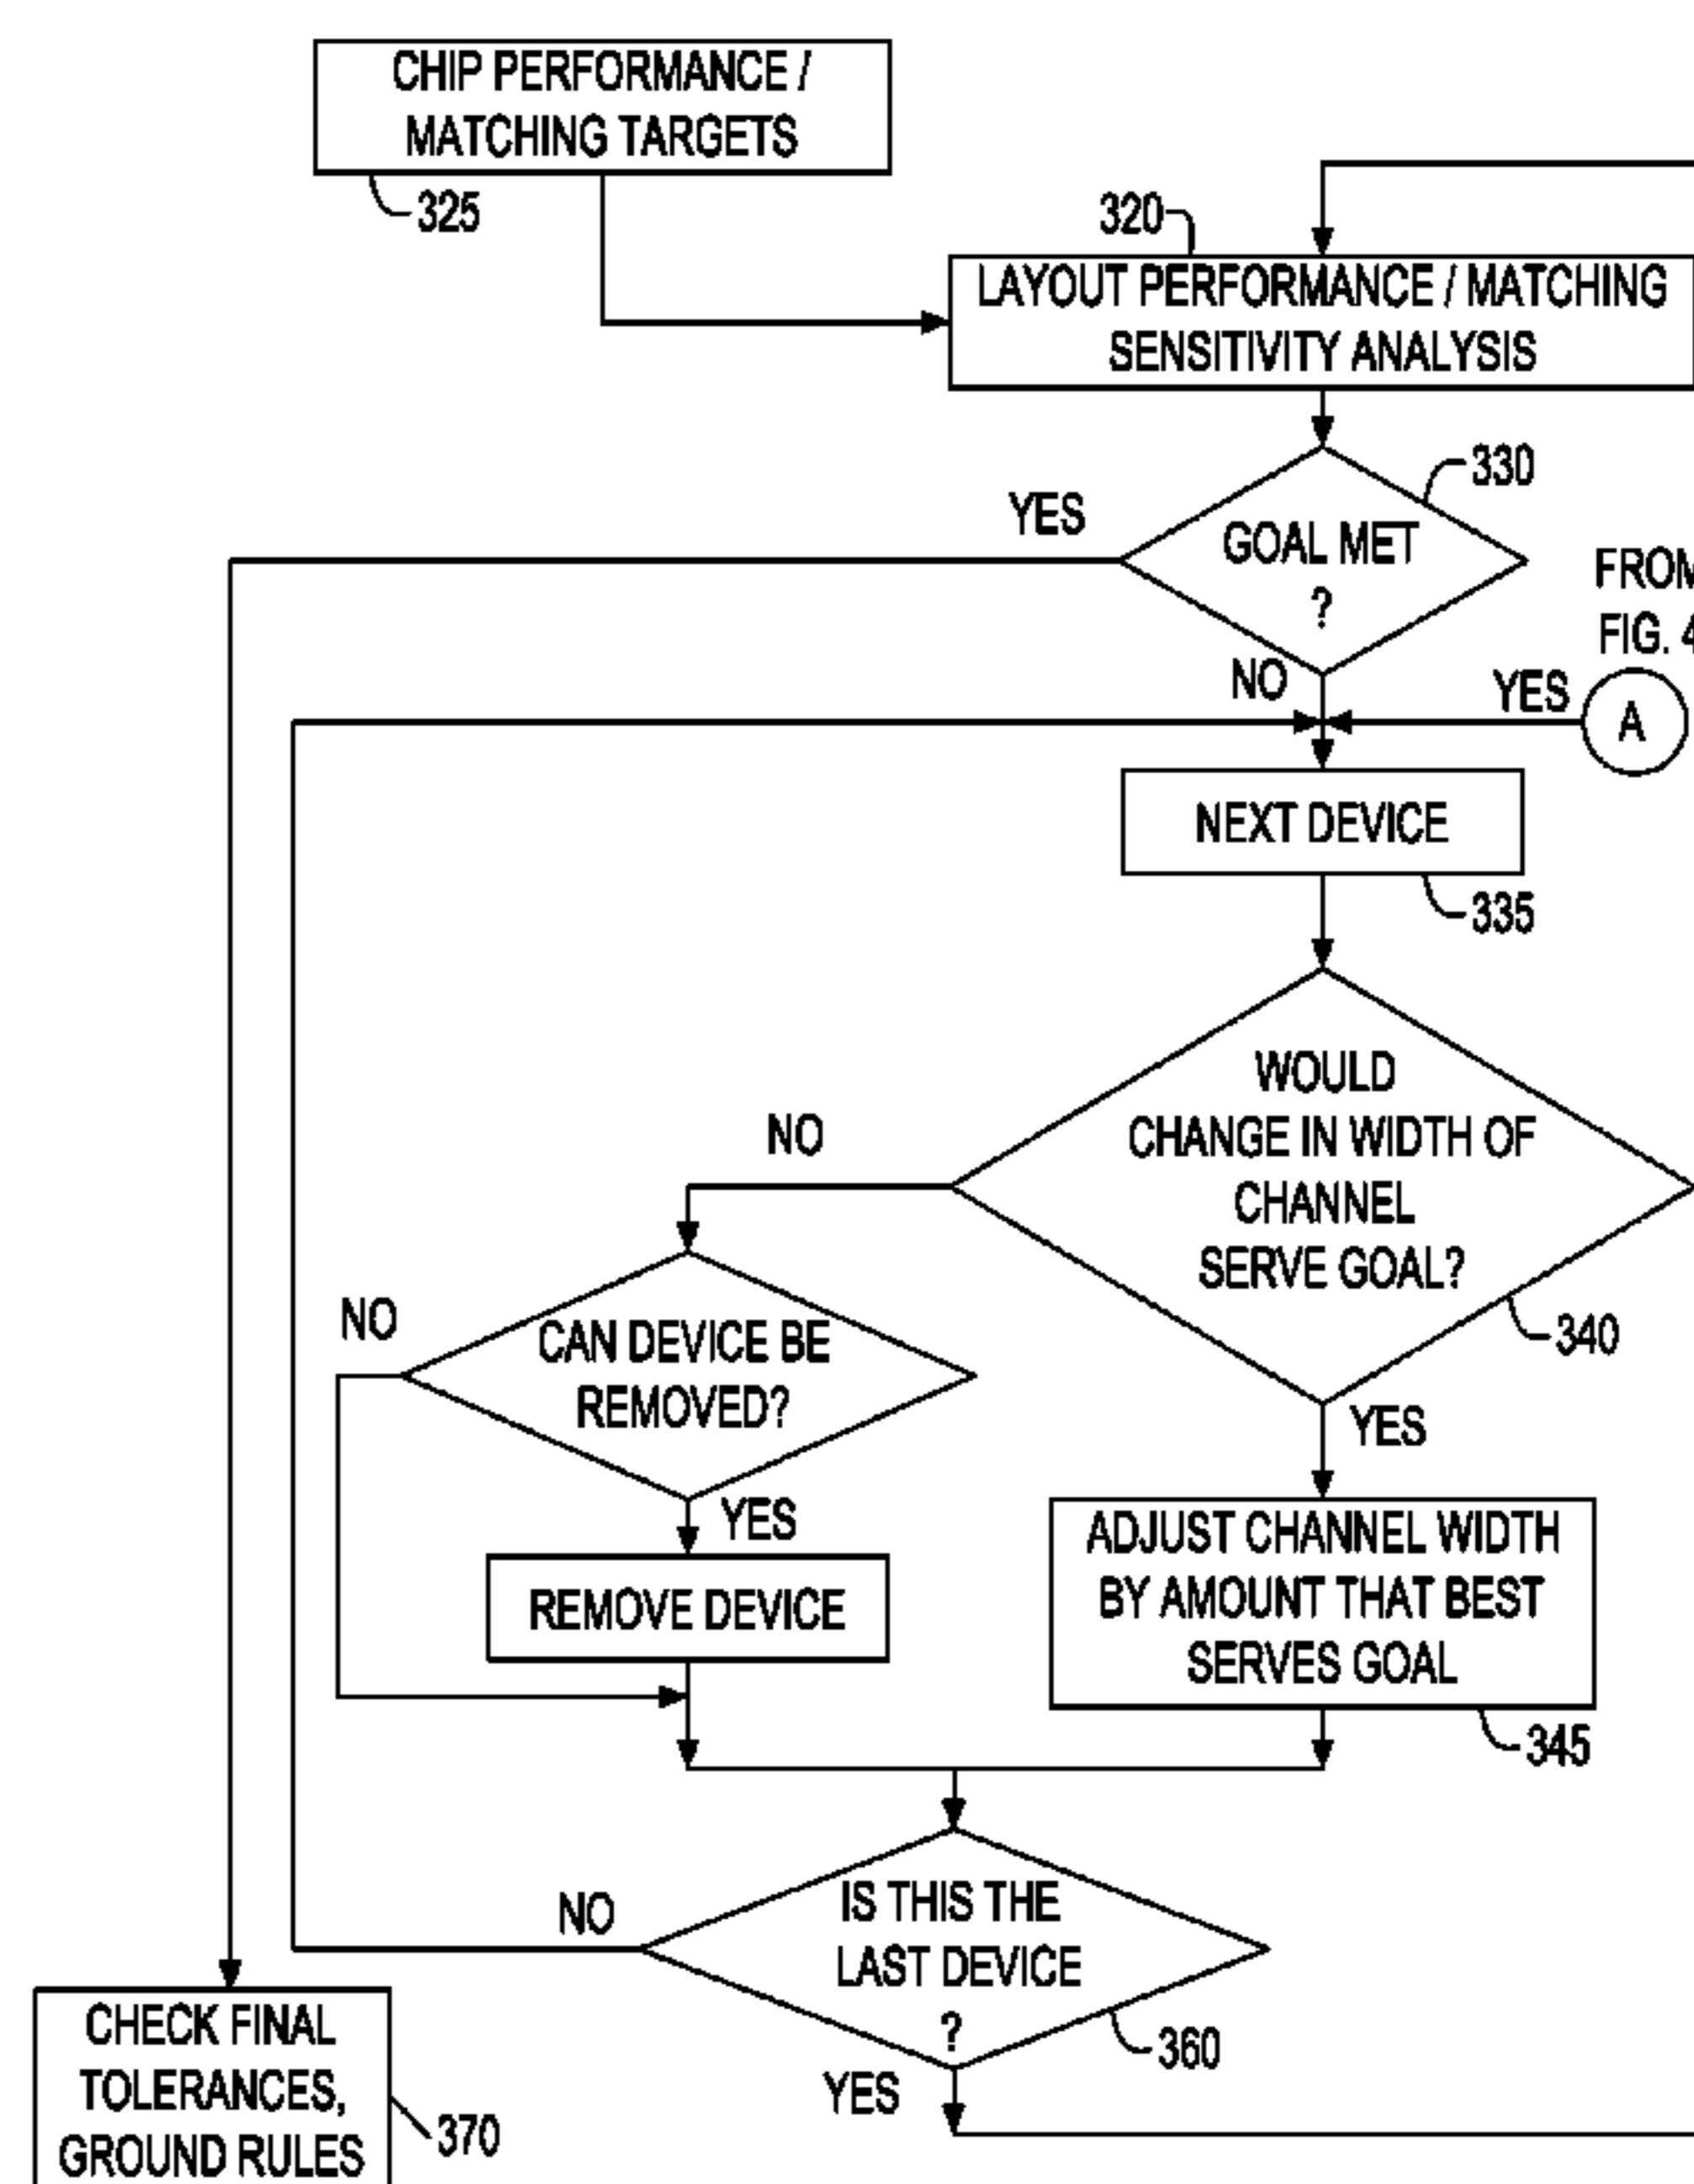 CHIP PERFORMANCE /
MATCHING TARGETS
325
320
LAYOUT PERFORMANCE / MATCHING
SENSITIVITY ANALYSIS
330
YES
GOAL MET
?
FROM
FIG. 4
NO
YES
A
NEXT DEVICE
335
WOULD
CHANGE IN WIDTH OF
CHANNEL
SERVE GOAL?
NO
340
NO
CAN DEVICE BE
REMOVED?
YES
YES
REMOVE DEVICE
ADJUST CHANNEL WIDTH
BY AMOUNT THAT BEST
SERVES GOAL
345
IS THIS THE
LAST DEVICE
?
NO
360
YES
CHECK FINAL
TOLERANCES,
GROUND RULES
370